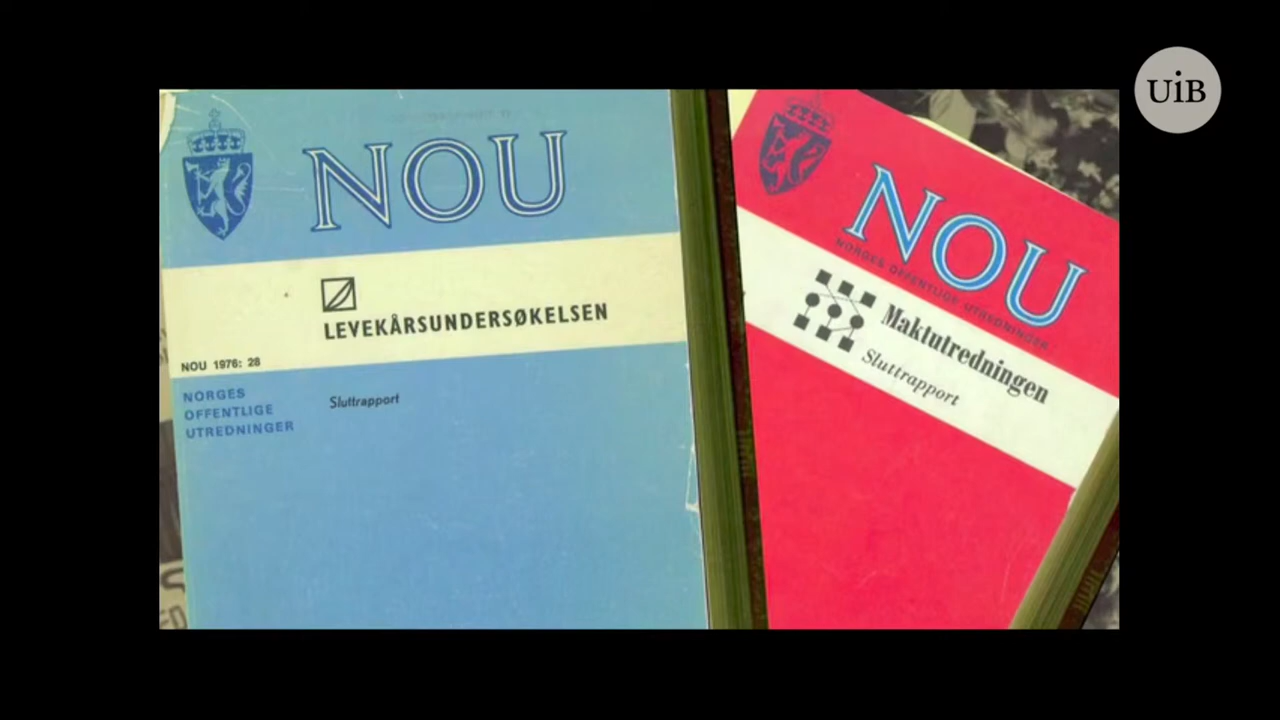 UiB
NOU
LEVEKÅRSUNDERSØKELSEN
NOU 1976: 28
NORGES
OFFENTLIGE
UTREDNINGER
Sluttrapport
NOU
NORGES OFFENTLIGE UTREDNINGER
Maktutredningen
Sluttrapport